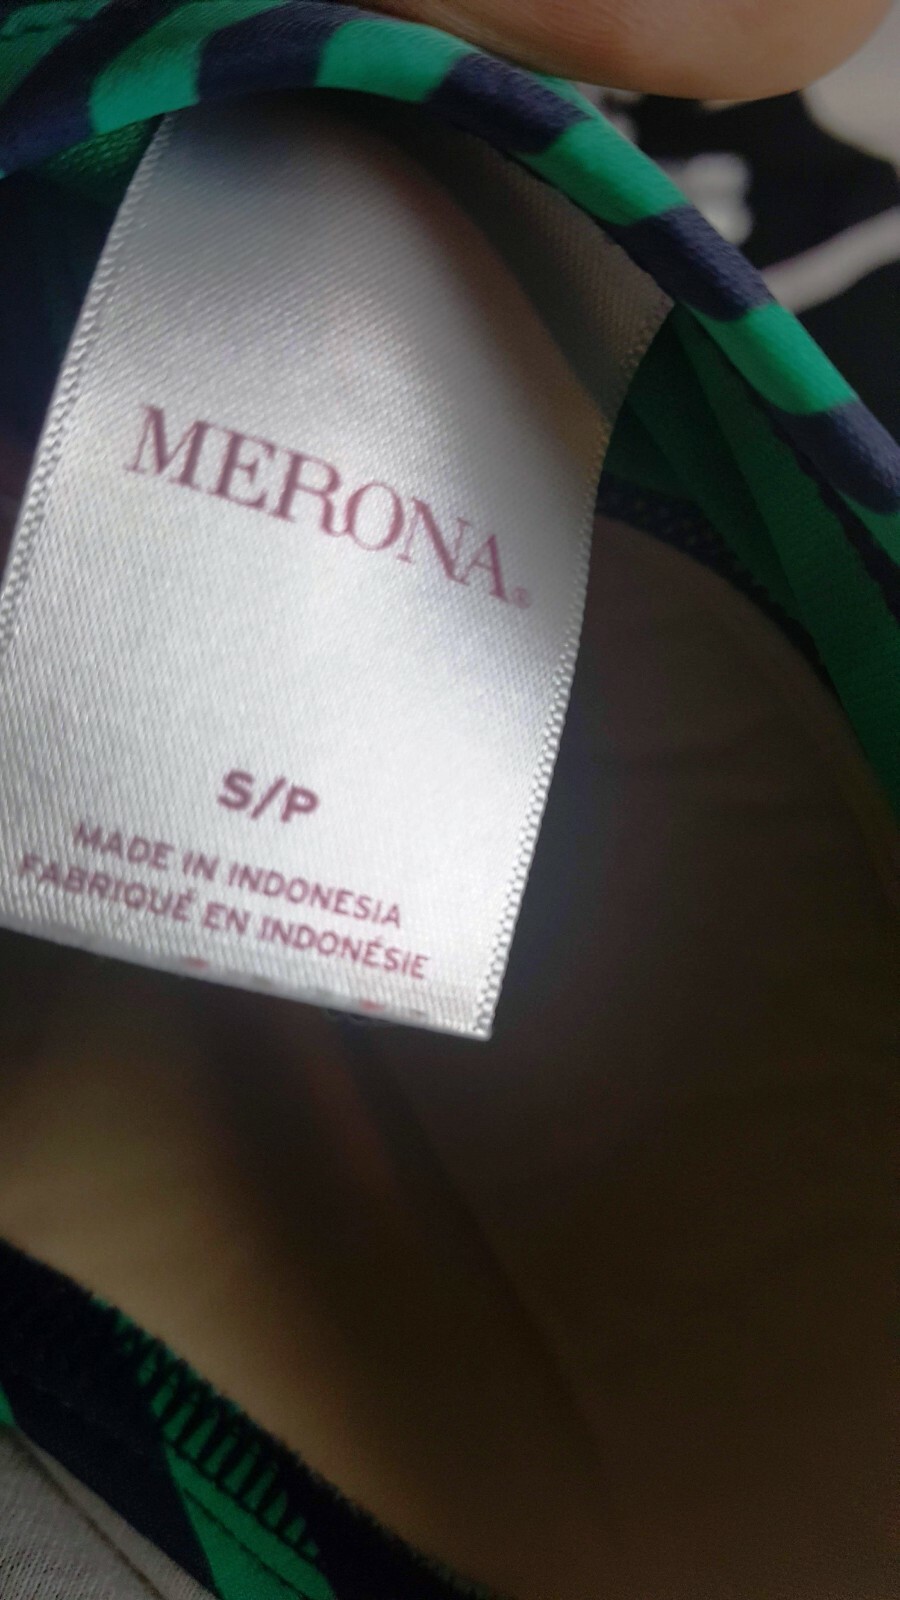 MERONA®
S/P
MADE IN INDONESIA
FABRIQUÉ EN INDONÉSIE